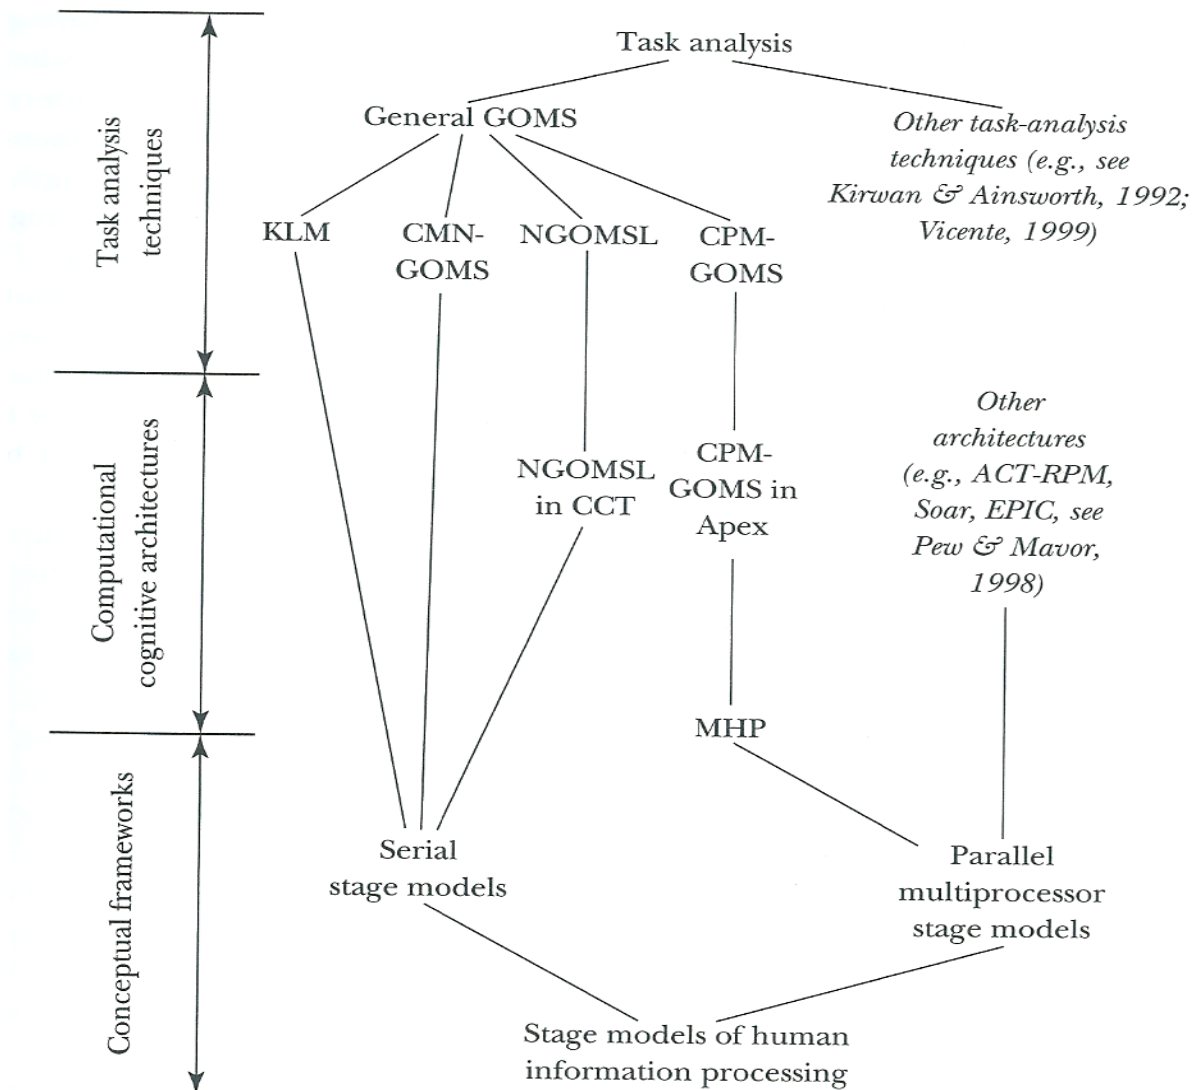 Task analysis
General GOMS
Other task-analysis
techniques (e.g., see
Kirwan & Ainsworth, 1992;
Vicente, 1999)
Task analysis
techniques
KLM
CMN-
GOMS
NGOMSL
CPM-
GOMS
Other
architectures
(e.g., ACT-RPM,
Soar, EPIC, see
Pew & Mavor,
1998)
Computational
cognitive architectures
NGOMSL
in CCT
CPM-
GOMS in
Apex
MHP
Conceptual frameworks
Serial
stage models
Parallel
multiprocessor
stage models
Stage models of human
information processing